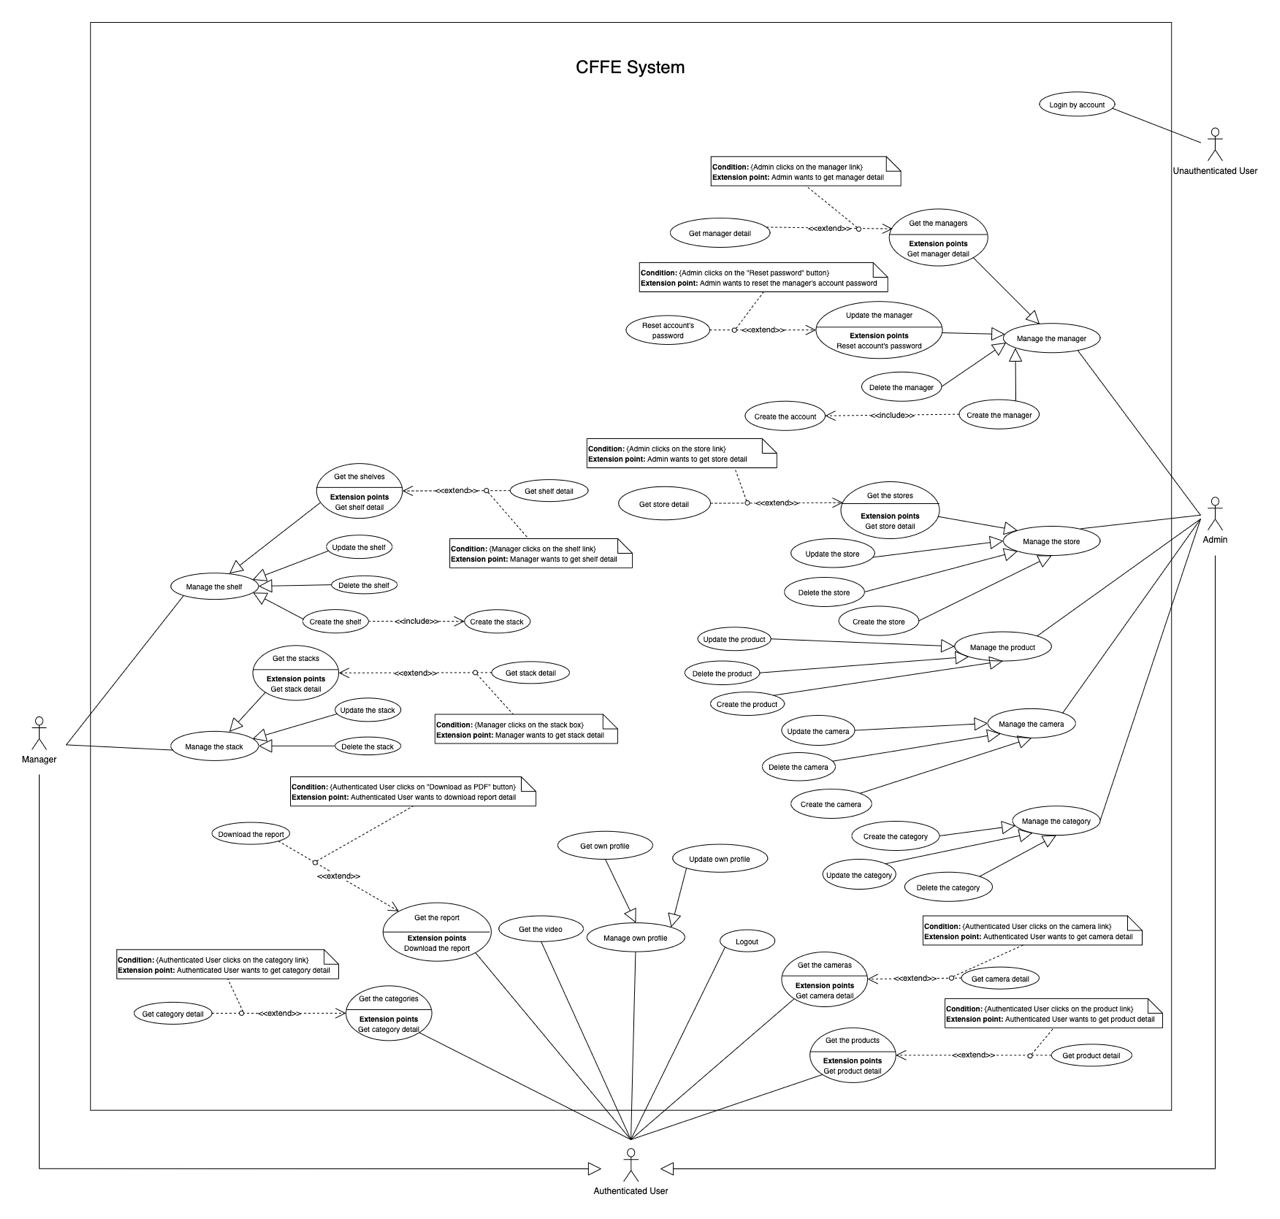 CFFE System
Login by account
Unauthenticated User
Condition: {Admin clicks on the manager link}
Extension point: Admin wants to get manager detail
Get manager detail
<<extend>>
Get the managers
Extension points
Get manager detail
Condition: {Admin clicks on the "Reset password" button}
Extension point: Admin wants to reset the manager's account password
Reset account's
password
<<extend>>
Update the manager
Extension points
Reset account's password
Manage the manager
Delete the manager
Create the account
<<include>>
Create the manager
Condition: {Admin clicks on the store link}
Extension point: Admin wants to get store detail
Get store detail
<<extend>>
Get the stores
Extension points
Get store detail
Manage the store
Admin
Update the store
Delete the store
Create the store
Get the shelves
Extension points
Get shelf detail
<<extend>>
Get shelf detail
Condition: {Manager clicks on the shelf link}
Extension point: Manager wants to get shelf detail
Update the shelf
Manage the shelf
Delete the shelf
Create the shelf
<<include>>
Create the stack
Update the product
Manage the product
Delete the product
Create the product
Get the stacks
Extension points
Get stack detail
<<extend>>
Get stack detail
Condition: {Manager clicks on the stack box}
Extension point: Manager wants to get stack detail
Update the stack
Manage the stack
Delete the stack
Manager
Update the camera
Manage the camera
Delete the camera
Create the camera
Condition: {Authenticated User clicks on "Download as PDF" button}
Extension point: Authenticated User wants to download report detail
Download the report
<<extend>>
Get the report
Extension points
Download the report
Manage the category
Create the category
Update the category
Delete the category
Get own profile
Update own profile
Manage own profile
Get the video
Logout
Condition: {Authenticated User clicks on the camera link}
Extension point: Authenticated User wants to get camera detail
Get the cameras
Extension points
Get camera detail
<<extend>>
Get camera detail
Condition: {Authenticated User clicks on the category link}
Extension point: Authenticated User wants to get category detail
Get category detail
<<extend>>
Get the categories
Extension points
Get category detail
Condition: {Authenticated User clicks on the product link}
Extension point: Authenticated User wants to get product detail
Get the products
Extension points
Get product detail
<<extend>>
Get product detail
Authenticated User